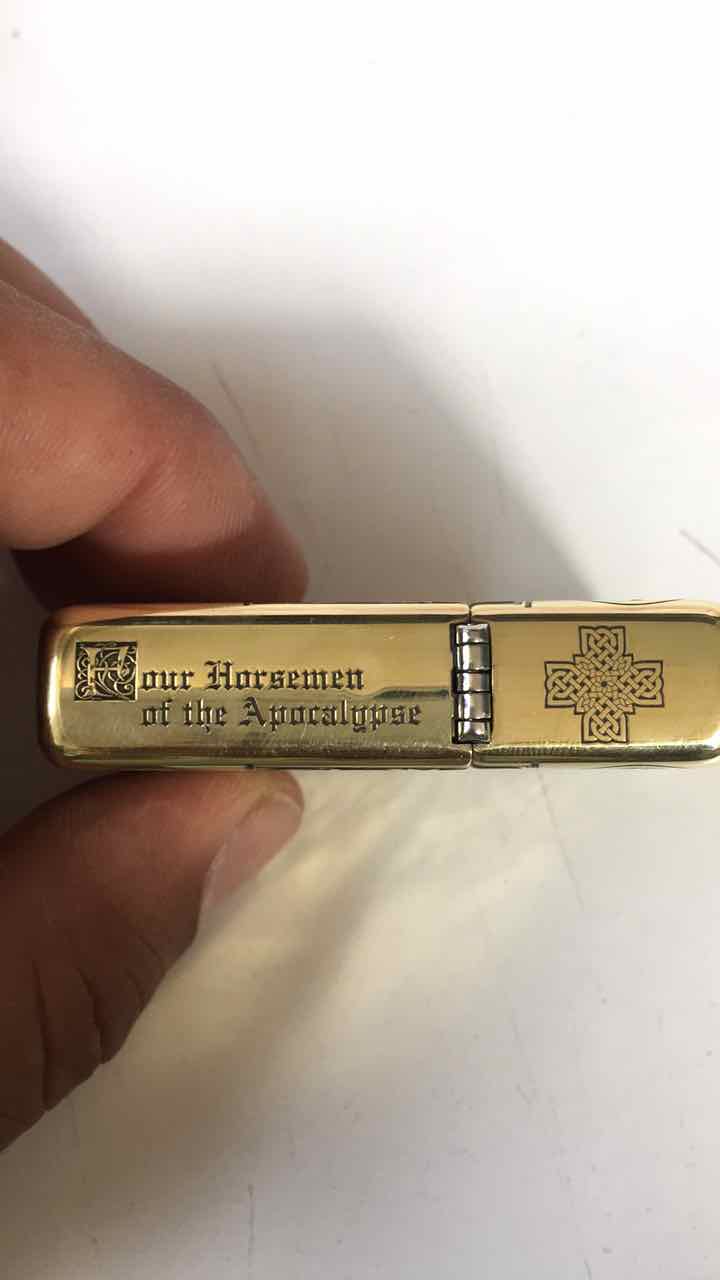 Four Horsemen
of the Apocalypse